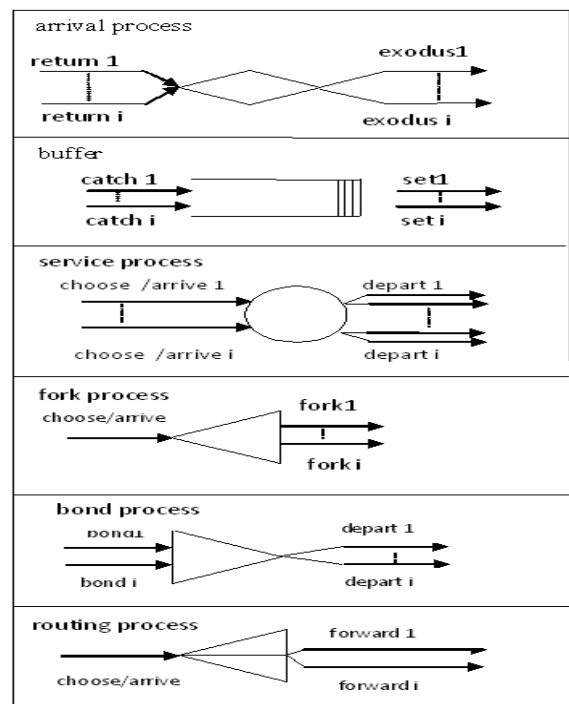 arrival process
return 1
exodus1
return i
exodus i
buffer
catch 1
set1
catch i
set i
service process
choose /arrive 1
depart 1
choose /arrive i
depart i
fork process
choose/arrive
fork1
fork i
bond process
bond1
depart 1
bond i
depart i
routing process
forward 1
choose/arrive
forward i